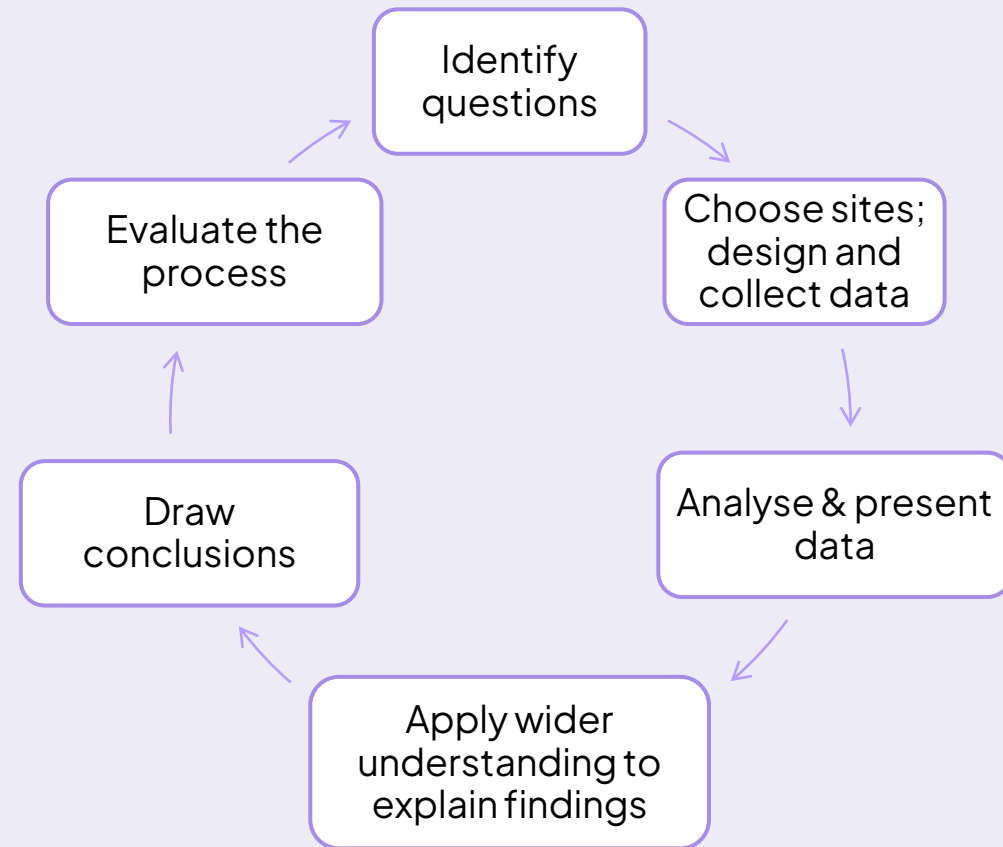 Identify
questions
Choose sites;
design and
collect data
Analyse & present
data
Apply wider
understanding to
explain findings
Draw
conclusions
Evaluate the
process